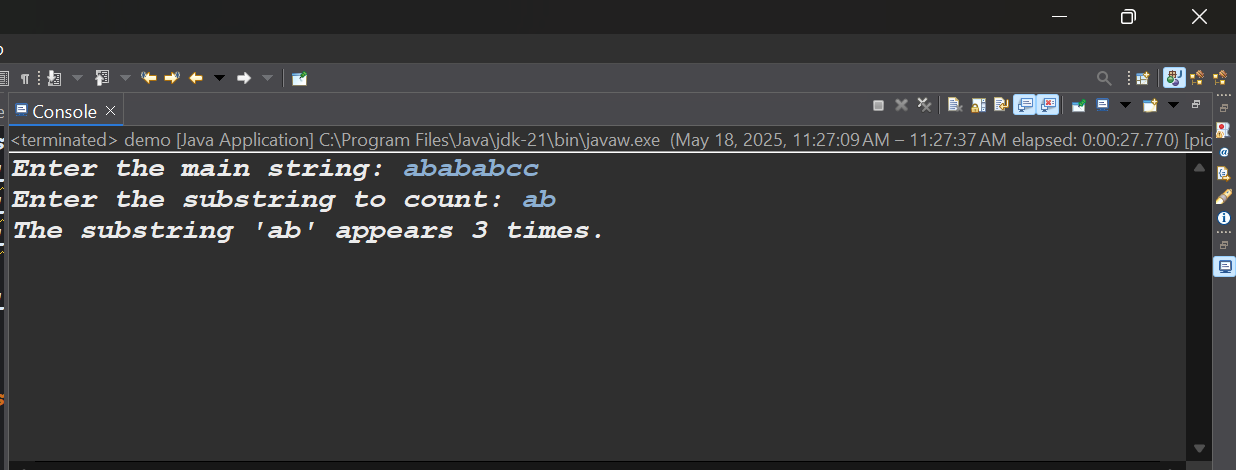 Console
<terminated> demo [Java Application] C:\Program Files\Java\jdk-21\bin\javaw.exe (May 18, 2025, 11:27:09 AM – 11:27:37 AM elapsed: 0:00:27.770) [pid
Enter the main string: abababcc
Enter the substring to count: ab
The substring 'ab' appears 3 times.